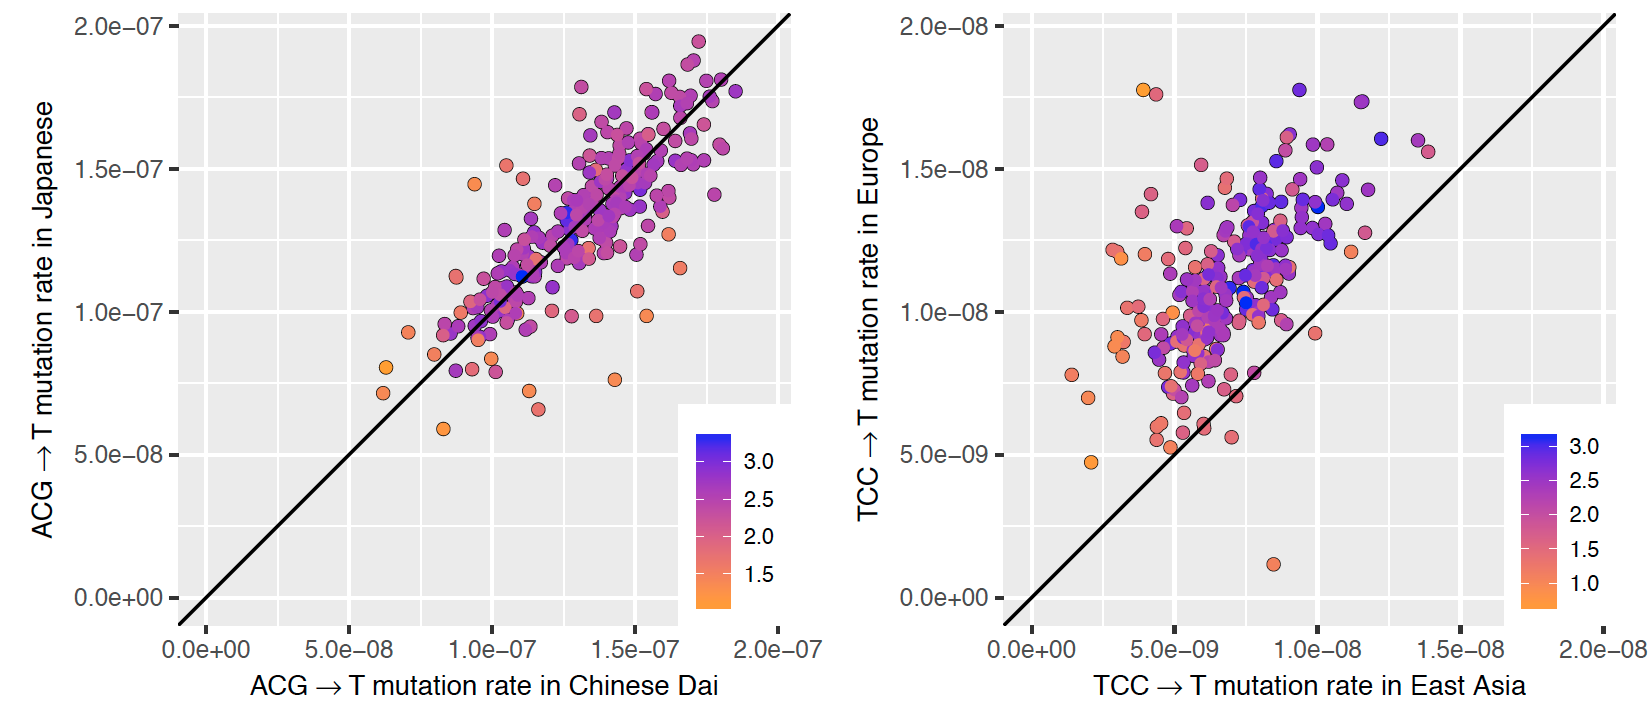 ACG → T mutation rate in Japanese
2.0e−07
1.5e−07
1.0e−07
5.0e−08
0.0e+00
3.0
2.5
2.0
1.5
0.0e+00 5.0e−08 1.0e−07 1.5e−07 2.0e−07
ACG → T mutation rate in Chinese Dai
TCC → T mutation rate in Europe
2.0e−08
1.5e−08
1.0e−08
5.0e−09
0.0e+00
3.0
2.5
2.0
1.5
1.0
0.0e+00 5.0e−09 1.0e−08 1.5e−08 2.0e−08
TCC → T mutation rate in East Asia